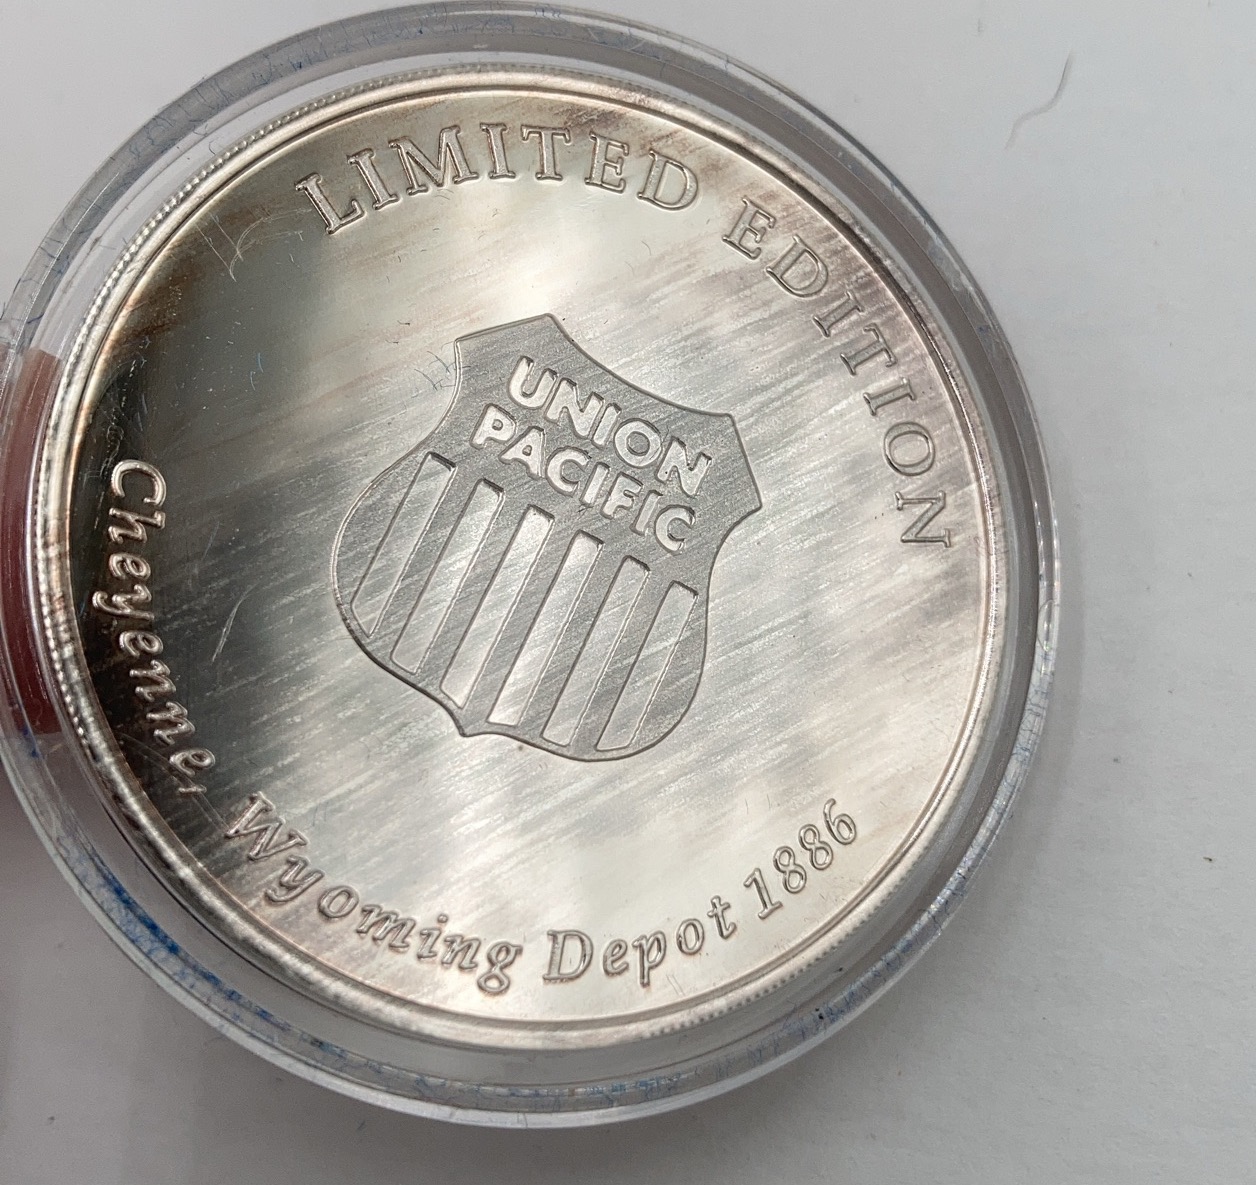 LIMITED EDITION
UNION
PACIFIC
Cheyenne, Wyoming Depot 1886